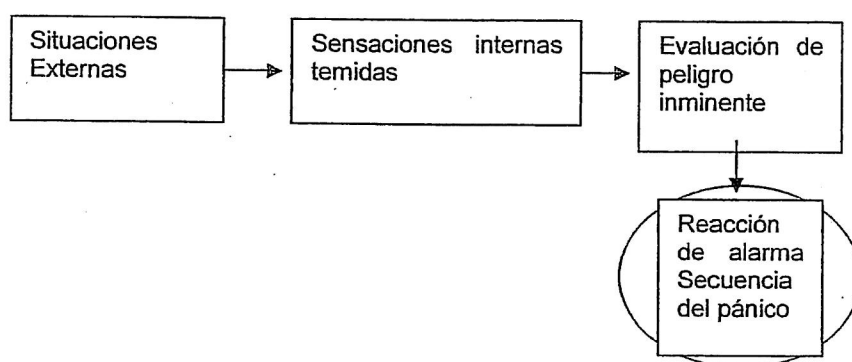 Situaciones
Externas
Sensaciones internas
temidas
Evaluación de
peligro
inminente
Reacción
de alarma
Secuencia
del pánico